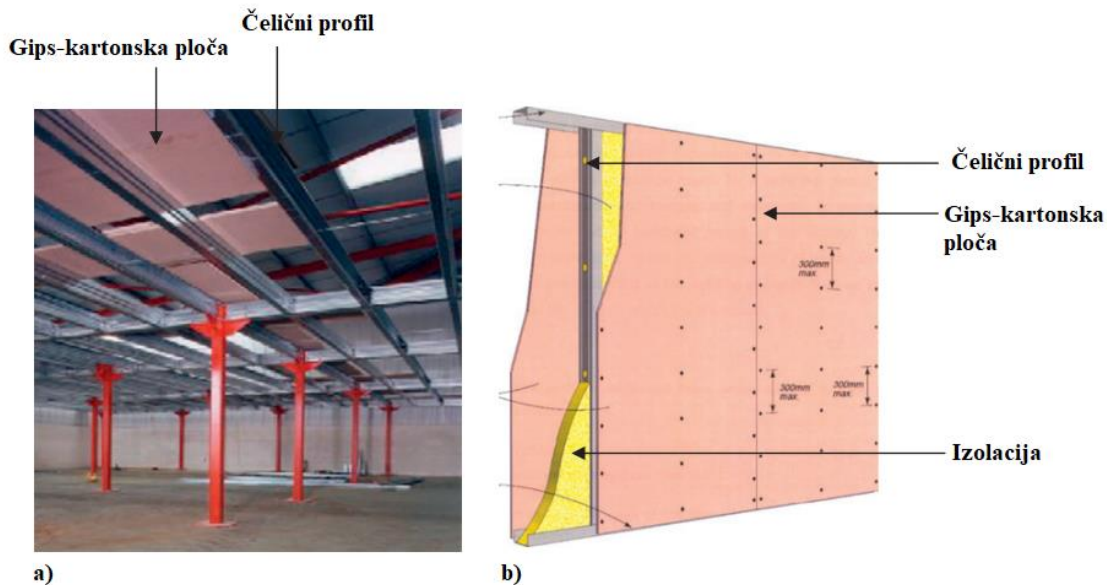 Čelični profil
Gips-kartonska ploča
Čelični profil
Gips-kartonska
ploča
300mm
max.
300mm
max.
300mm
max.
Izolacija
a)
b)